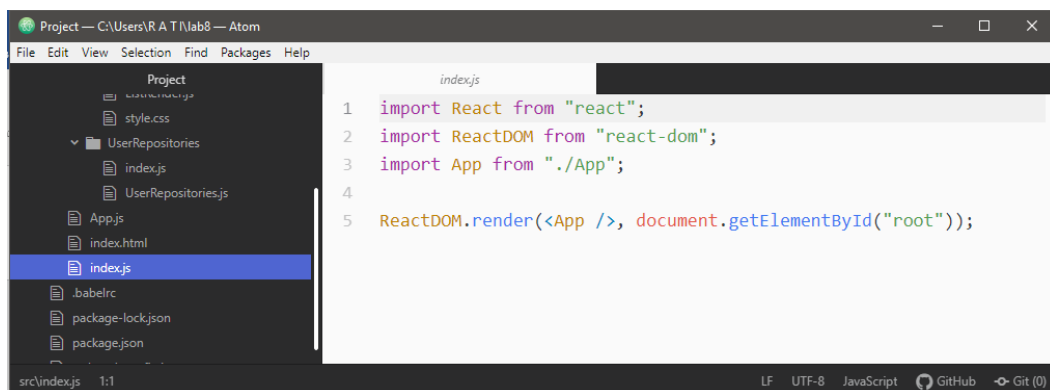 Project — C:\Users\R A T I\lab8 — Atom
File Edit View Selection Find Packages Help
Project
style.css
UserRepositories
index.js
UserRepositories.js
App.js
index.html
index.js
.babelrc
package-lock.json
package.json
index.js
1 import React from "react";
2 import ReactDOM from "react-dom";
3 import App from "./App";
4
5 ReactDOM.render(<App />, document.getElementById("root"));
src\index.js 1:1
LF UTF-8 JavaScript GitHub Git (0)